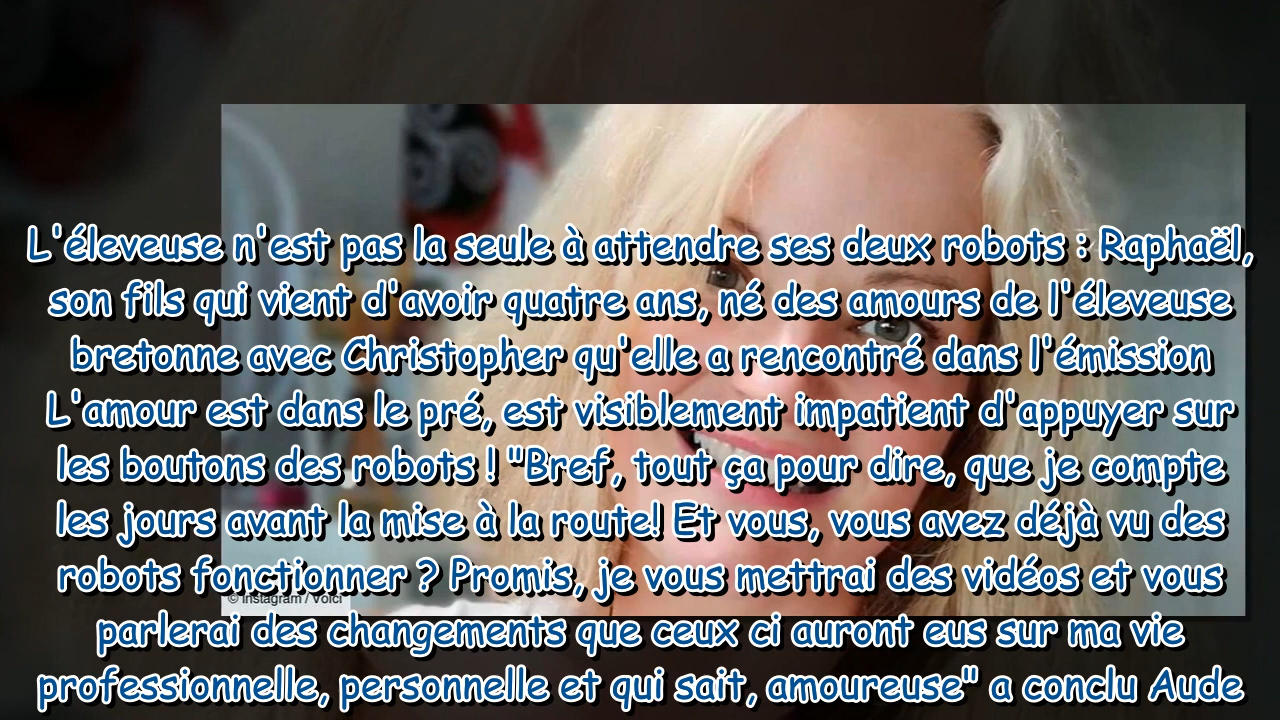 L'éleveuse n'est pas la seule à attendre ses deux robots : Raphaël,
son fils qui vient d'avoir quatre ans, né des amours de l'éleveuse
bretonne avec Christopher qu'elle a rencontré dans l'émission
L'amour est dans le pré, est visiblement impatient d'appuyer sur
les boutons des robots ! "Bref, tout ça pour dire, que je compte
les jours avant la mise à la route! Et vous, vous avez déjà vu des
robots fonctionner ? Promis, je vous mettrai des vidéos et vous
© Instagram / Voici
parlerai des changements que ceux ci auront eus sur ma vie
professionnelle, personnelle et qui sait, amoureuse" a conclu Aude